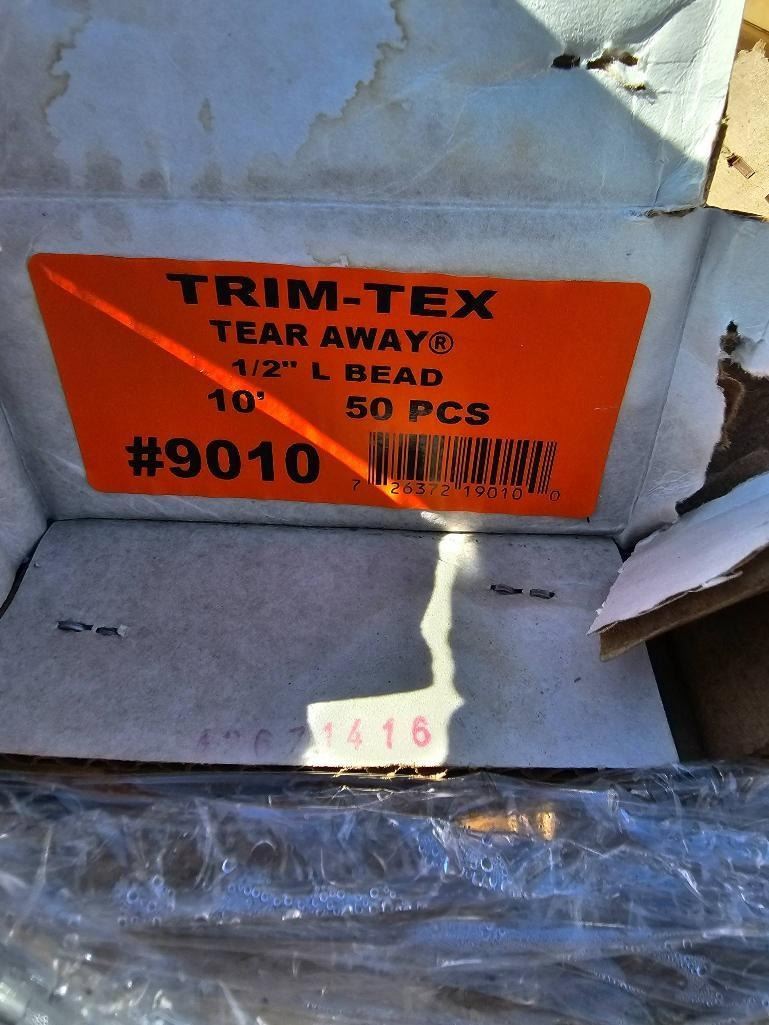 TRIM-TEX
TEAR AWAY®
1/2" L BEAD
10' 50 PCS
#9010
7 26372 19010 0